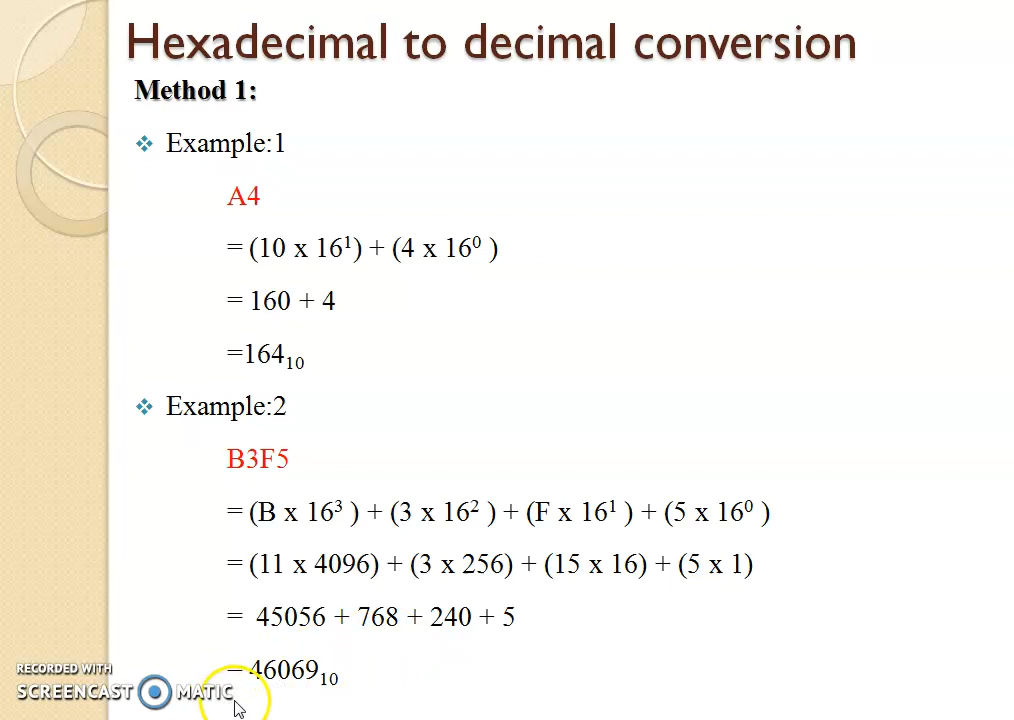 Hexadecimal to decimal conversion
Method 1:
Example:1
A4
= (10 x 16¹) + (4 x 16⁰ )
= 160 + 4
=164₁₀
Example:2
B3F5
= (B x 16³ ) + (3 x 16² ) + (F x 16¹ ) + (5 x 16⁰ )
= (11 x 4096) + (3 x 256) + (15 x 16) + (5 x 1)
= 45056 + 768 + 240 + 5
= 46069₁₀
RECORDED WITH
SCREENCAST MATIC